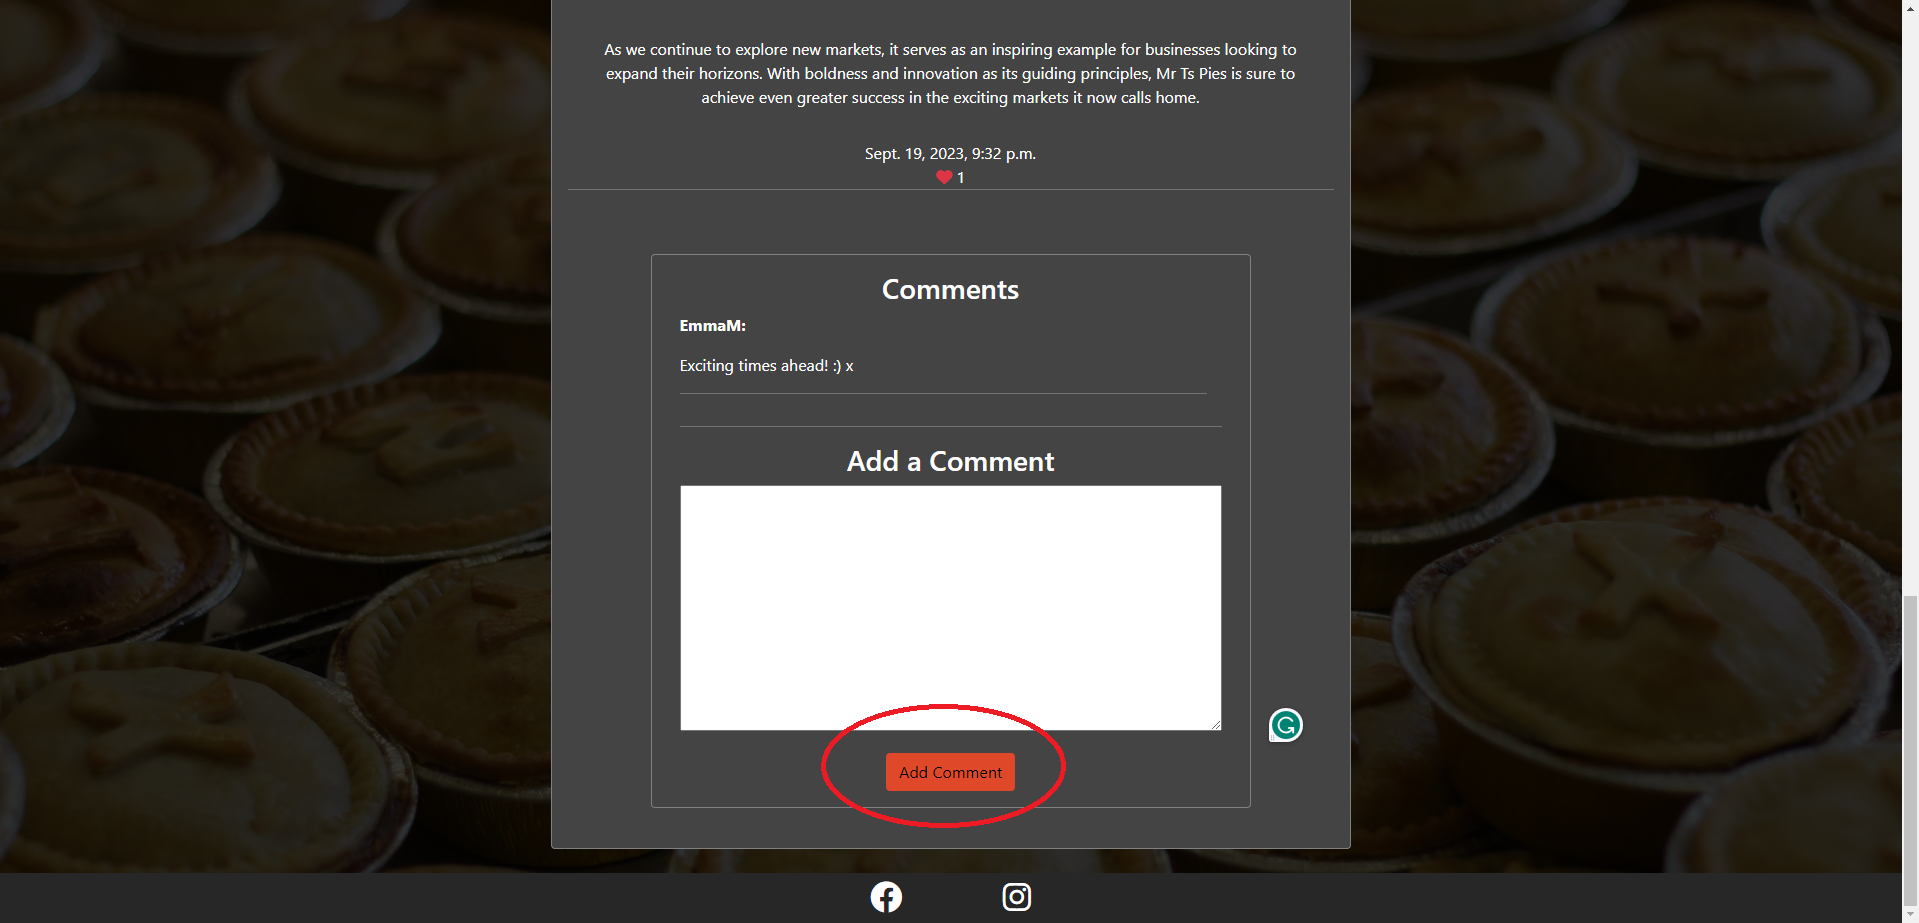 As we continue to explore new markets, it serves as an inspiring example for businesses looking to
expand their horizons. With boldness and innovation as its guiding principles, Mr Ts Pies is sure to
achieve even greater success in the exciting markets it now calls home.
Sept. 19, 2023, 9:32 p.m.
1
Comments
EmmaM:
Exciting times ahead! :) x
Add a Comment
Add Comment